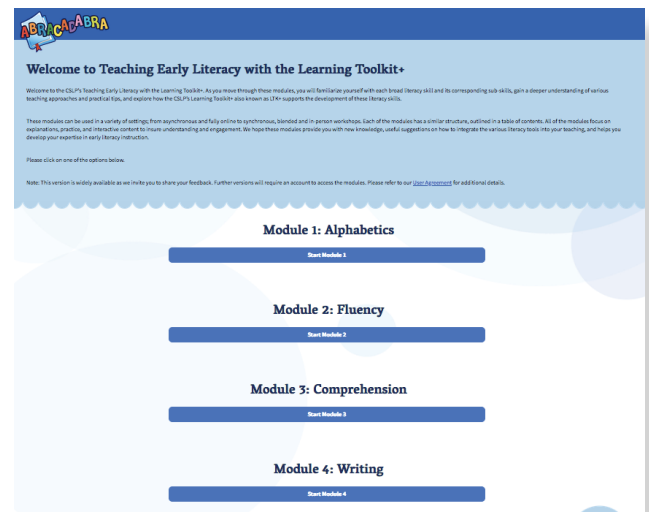 ABRACADABRA
Welcome to Teaching Early Literacy with the Learning Toolkit+
Welcome to the CSLP's Teaching Early Literacy with the Learning Toolkit+. As you move through these modules, you will familiarize yourself with each broad literacy skill and its corresponding sub-skills, gain a deeper understanding of various
teaching approaches and practical tips, and explore how the CSLP's Learning Toolkit+ also known as LTK+ supports the development of these literacy skills.
These modules can be used in a variety of settings; from asynchronous and fully online to synchronous, blended and in-person workshops. Each of the modules has a similar structure, outlined in a table of contents. All of the modules focus on
explanations, practice, and interactive content to insure understanding and engagement. We hope these modules provide you with new knowledge, useful suggestions on how to integrate the various literacy tools into your teaching, and helps you
develop your expertise in early literacy instruction.
Please click on one of the options below.
Note: This version is widely available as we invite you to share your feedback. Further versions will require an account to access the modules. Please refer to our User Agreement for additional details.
Module 1: Alphabetics
Start Module 1
Module 2: Fluency
Start Module 2
Module 3: Comprehension
Start Module 3
Module 4: Writing
Start Module 4